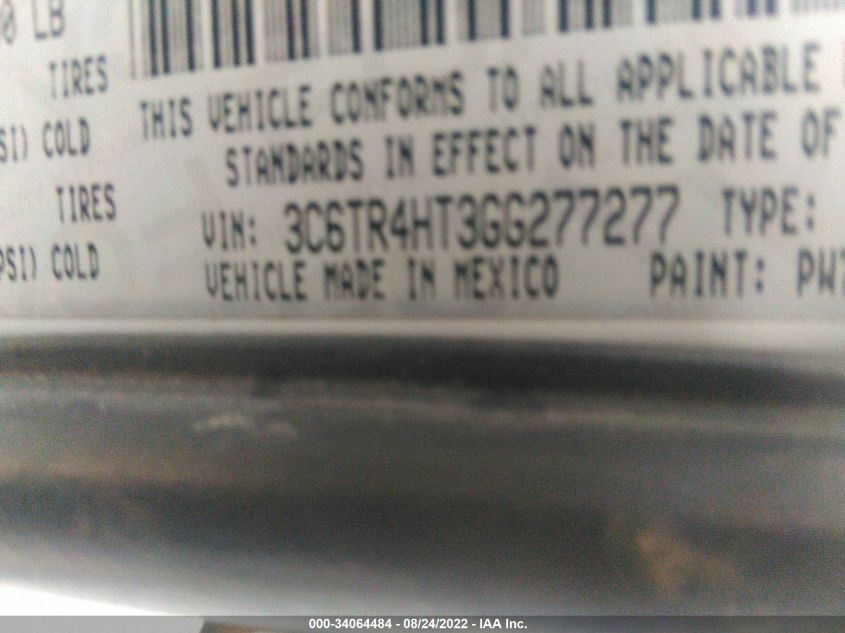 0 LB
TIRES
THIS VEHICLE CONFORMS TO ALL APPLICABLE
SI) COLD
STANDARDS IN EFFECT ON THE DATE OF
TIRES
VIN: 3C6TR4HT3GG277277 TYPE:
PSI) COLD
VEHICLE MADE IN MEXICO PAINT: PW7
000-34064484 - 08/24/2022 - IAA Inc.